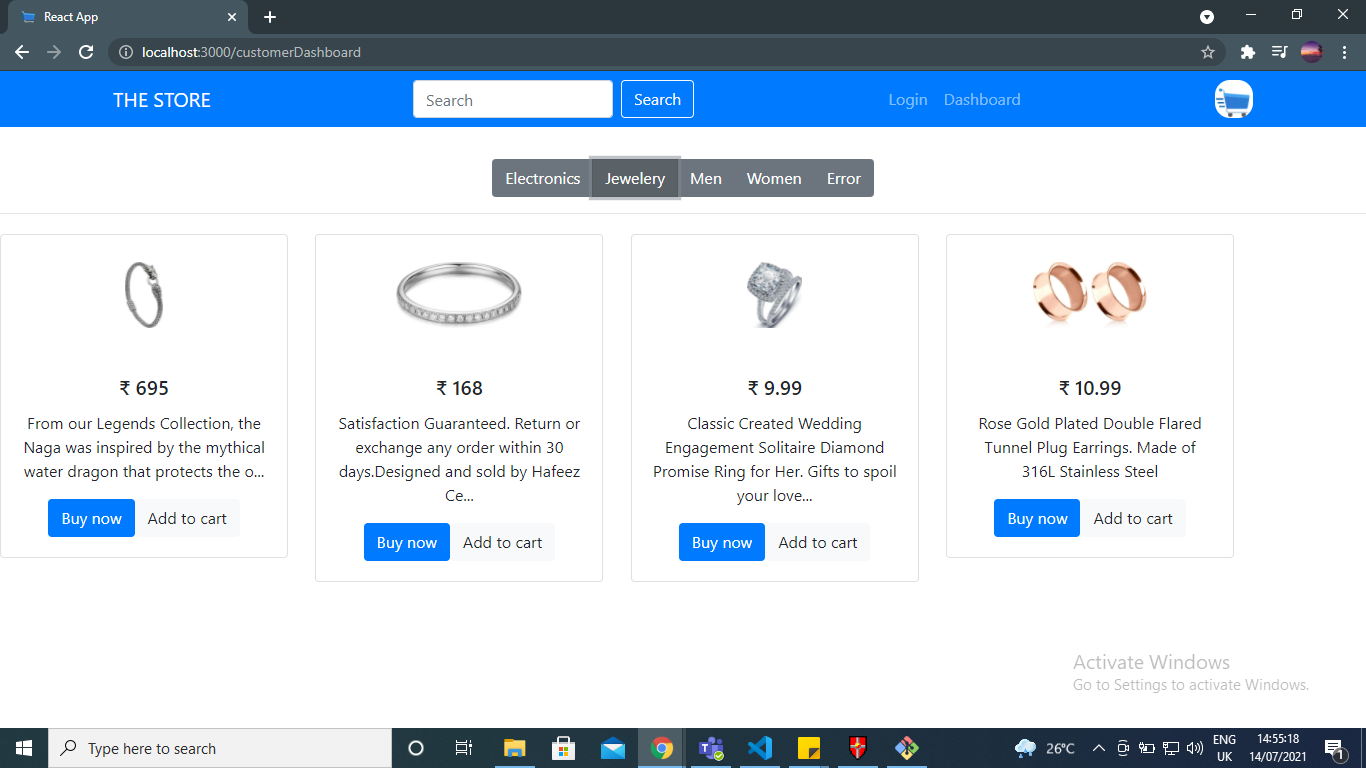 React App
localhost:3000/customerDashboard
THE STORE
Search
Search
Login
Dashboard
Electronics
Jewelery
Men
Women
Error
₹ 695
From our Legends Collection, the
Naga was inspired by the mythical
water dragon that protects the o...
Buy now
Add to cart
₹ 168
Satisfaction Guaranteed. Return or
exchange any order within 30
days.Designed and sold by Hafeez
Ce...
Buy now
Add to cart
₹ 9.99
Classic Created Wedding
Engagement Solitaire Diamond
Promise Ring for Her. Gifts to spoil
your love...
Buy now
Add to cart
₹ 10.99
Rose Gold Plated Double Flared
Tunnel Plug Earrings. Made of
316L Stainless Steel
Buy now
Add to cart
Activate Windows
Go to Settings to activate Windows.
Type here to search
26°C
ENG
UK
14:55:18
14/07/2021
1